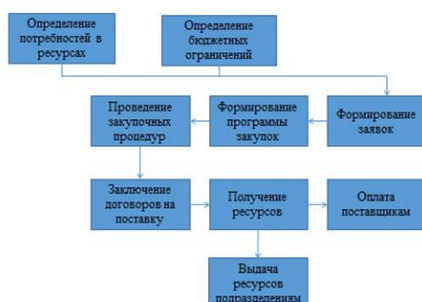 Определение
потребностей в
ресурсах
Определение
бюджетных
ограничений
Проведение
закупочных
процедур
Формирование
программы
закупок
Формирование
заявок
Заключение
договоров на
поставку
Получение
ресурсов
Оплата
поставщикам
Выдача
ресурсов
подразделениям